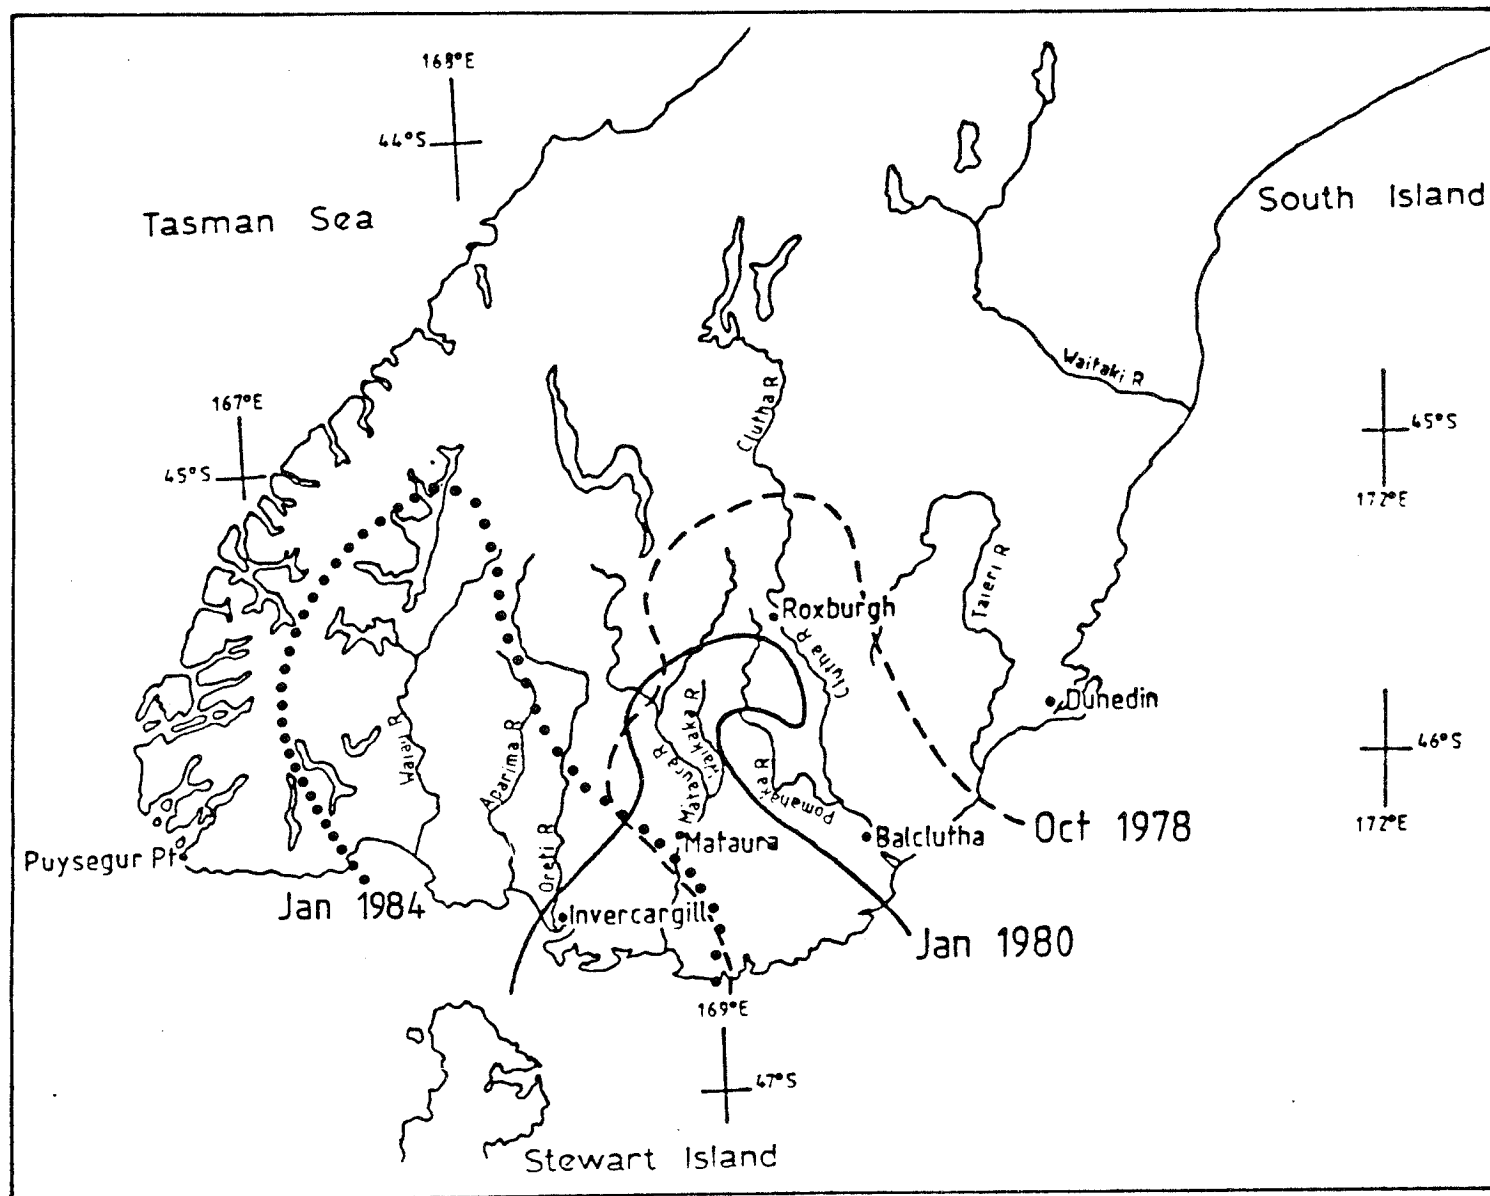 168°E
44°S
Tasman Sea
South Island
Waitaki R
Clutha R
167°E
45°S
45°S
172°E
Taieri R
Roxburgh
Clutha R
Dunedin
Waikaka R
Mataura R
Waiau R
Aparima R
Pomahaka R
46°S
172°E
Oct 1978
Oreti R
Mataura
Balclutha
Puysegur Pt
Jan 1984
Invercargill
Jan 1980
169°E
47°S
Stewart Island